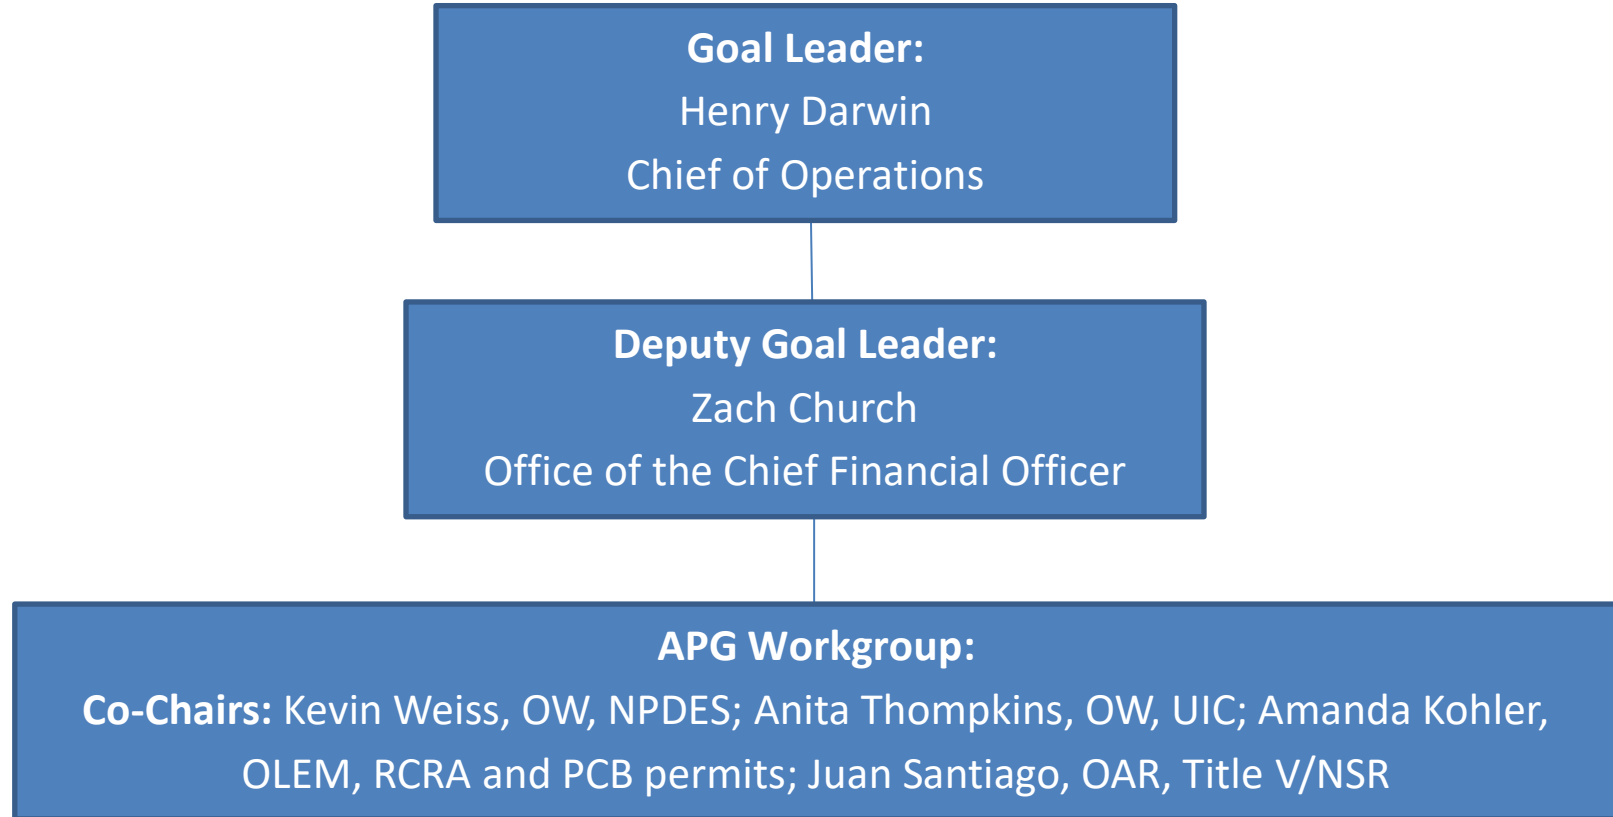 Goal Leader:
Henry Darwin
Chief of Operations
Deputy Goal Leader:
Zach Church
Office of the Chief Financial Officer
APG Workgroup:
Co-Chairs: Kevin Weiss, OW, NPDES; Anita Thompkins, OW, UIC; Amanda Kohler,
OLEM, RCRA and PCB permits; Juan Santiago, OAR, Title V/NSR